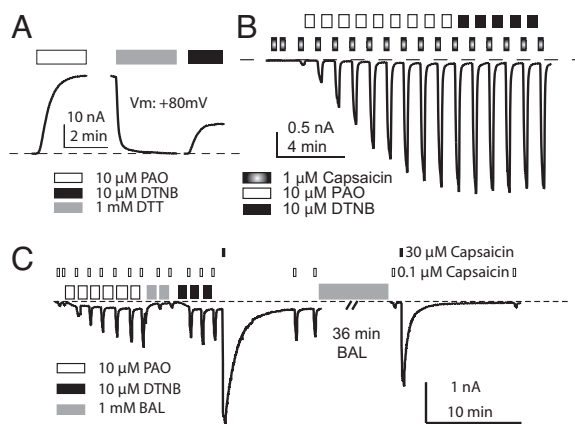 A
B
Vm: +80mV
10 nA
2 min
0.5 nA
4 min
10 µM PAO
10 µM DTNB
1 mM DTT
1 µM Capsaicin
10 µM PAO
10 µM DTNB
C
30 µM Capsaicin
0.1 µM Capsaicin
36 min
BAL
10 µM PAO
10 µM DTNB
1 mM BAL
1 nA
10 min